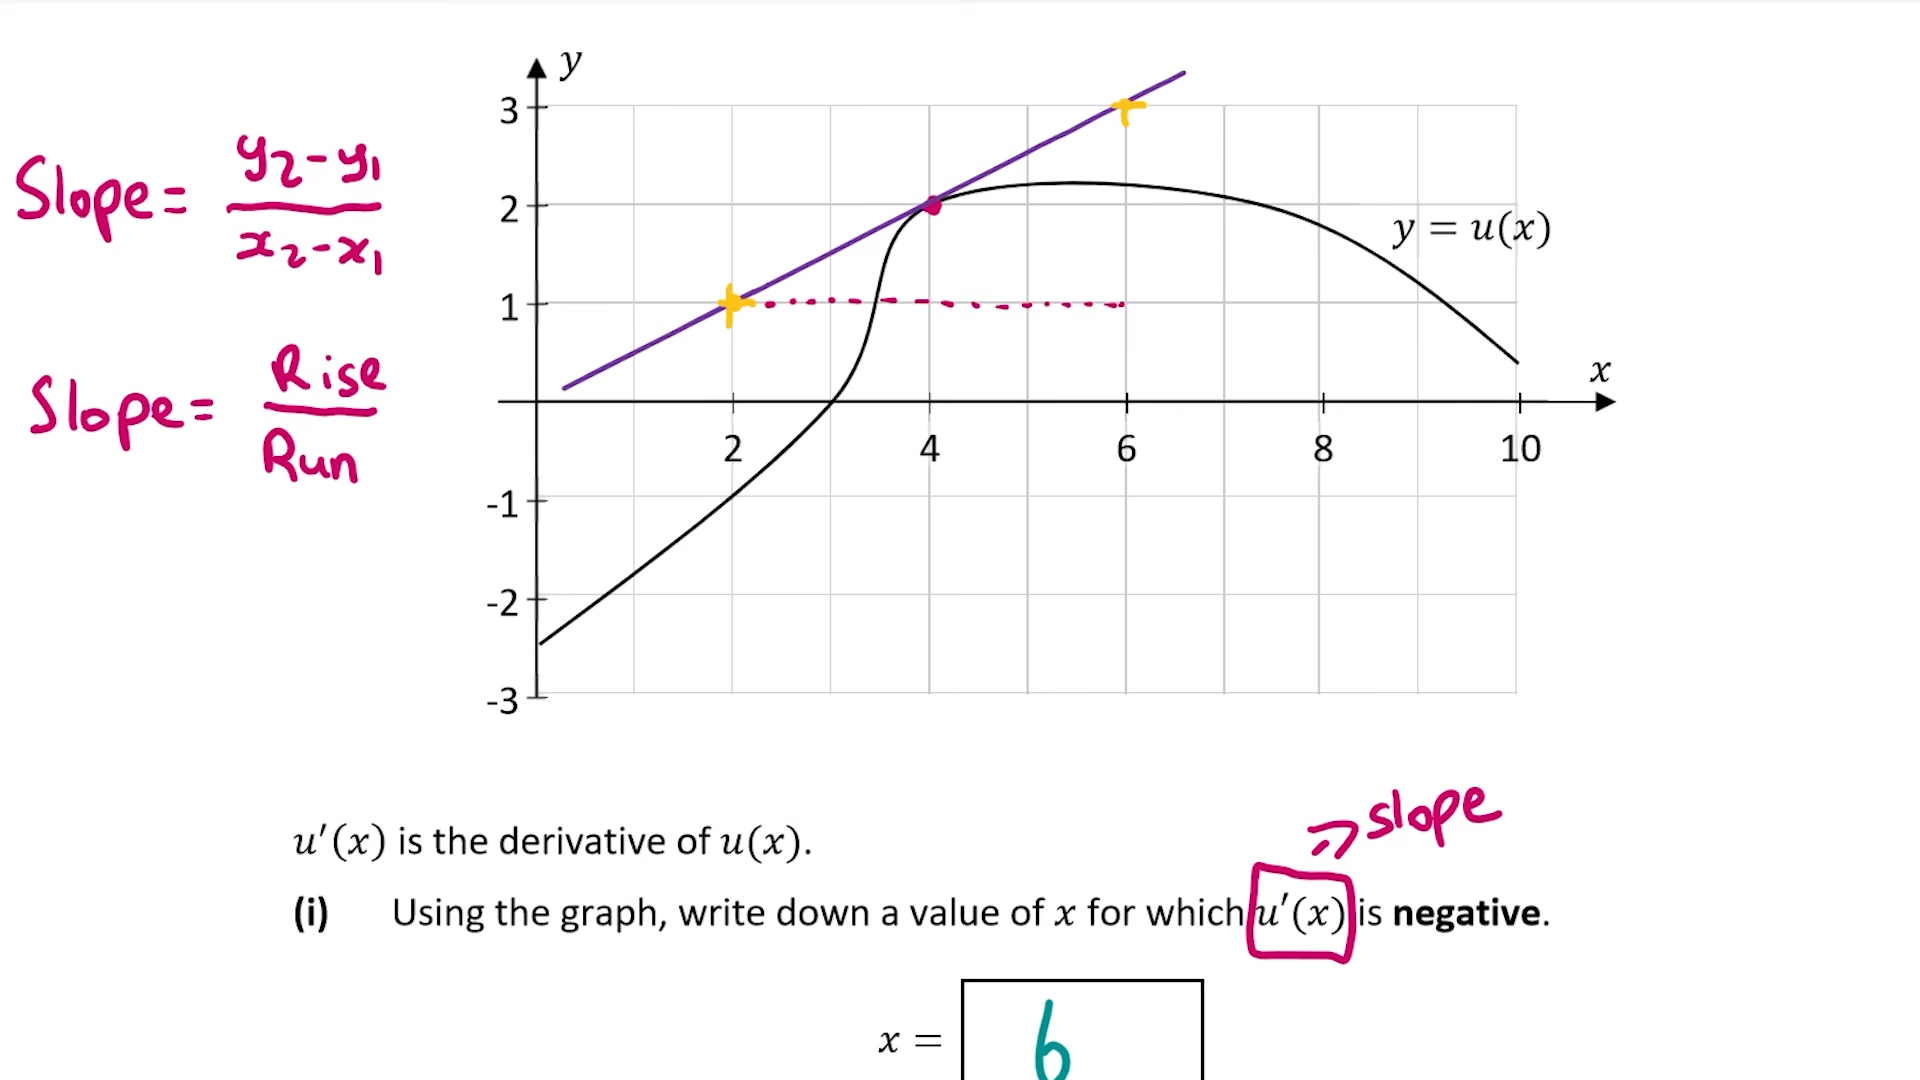 y
3
Slope = y2-y1 / x2-x1
2
y = u(x)
1
Slope = Rise / Run
x
2 4 6 8 10
-1
-2
-3
slope
u′(x) is the derivative of u(x).
(i) Using the graph, write down a value of x for which u′(x) is negative.
x = 6